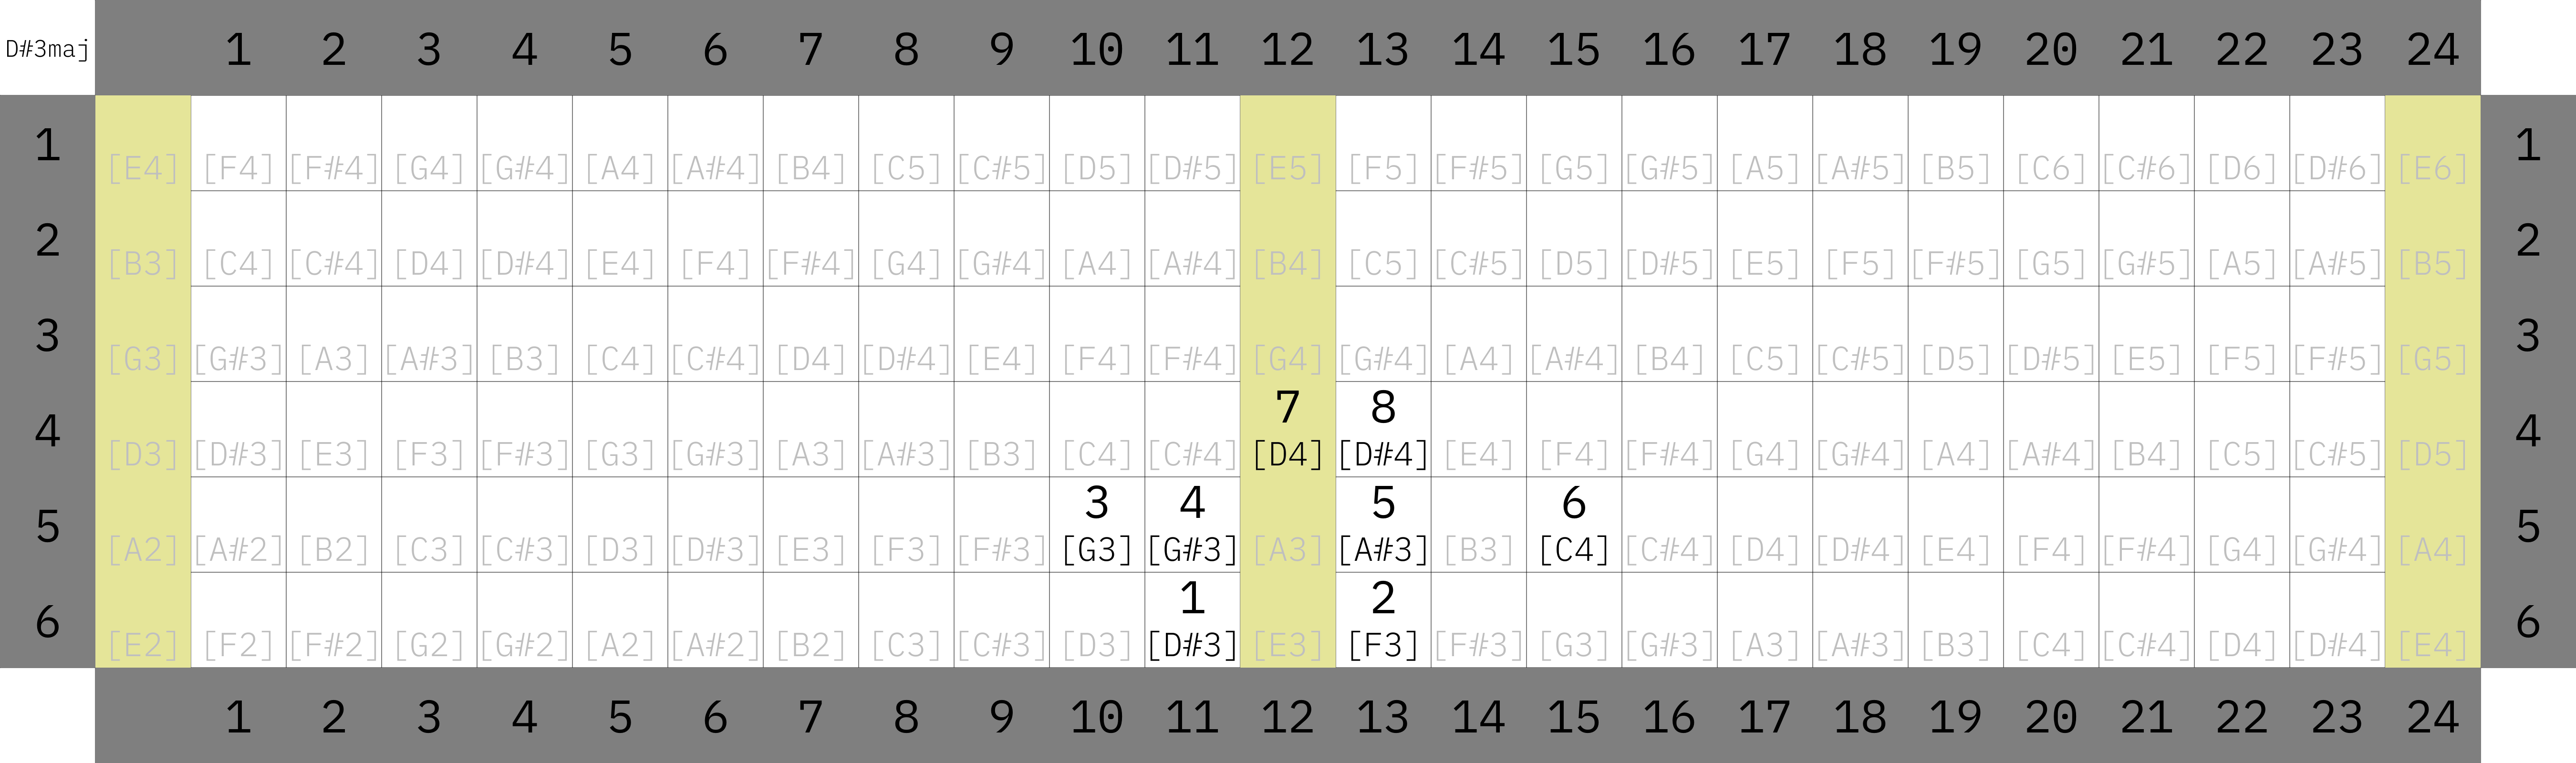 D#3maj 1 2 3 4 5 6 7 8 9 10 11 12 13 14 15 16 17 18 19 20 21 22 23 24
1 1
[E4] [F4] [F#4] [G4] [G#4] [A4] [A#4] [B4] [C5] [C#5] [D5] [D#5] [E5] [F5] [F#5] [G5] [G#5] [A5] [A#5] [B5] [C6] [C#6] [D6] [D#6] [E6]
2 2
[B3] [C4] [C#4] [D4] [D#4] [E4] [F4] [F#4] [G4] [G#4] [A4] [A#4] [B4] [C5] [C#5] [D5] [D#5] [E5] [F5] [F#5] [G5] [G#5] [A5] [A#5] [B5]
3 3
[G3] [G#3] [A3] [A#3] [B3] [C4] [C#4] [D4] [D#4] [E4] [F4] [F#4] [G4] [G#4] [A4] [A#4] [B4] [C5] [C#5] [D5] [D#5] [E5] [F5] [F#5] [G5]
7 8
4 4
[D3] [D#3] [E3] [F3] [F#3] [G3] [G#3] [A3] [A#3] [B3] [C4] [C#4] [D4] [D#4] [E4] [F4] [F#4] [G4] [G#4] [A4] [A#4] [B4] [C5] [C#5] [D5]
3 4 5 6
5 5
[A2] [A#2] [B2] [C3] [C#3] [D3] [D#3] [E3] [F3] [F#3] [G3] [G#3] [A3] [A#3] [B3] [C4] [C#4] [D4] [D#4] [E4] [F4] [F#4] [G4] [G#4] [A4]
1 2
6 6
[E2] [F2] [F#2] [G2] [G#2] [A2] [A#2] [B2] [C3] [C#3] [D3] [D#3] [E3] [F3] [F#3] [G3] [G#3] [A3] [A#3] [B3] [C4] [C#4] [D4] [D#4] [E4]
1 2 3 4 5 6 7 8 9 10 11 12 13 14 15 16 17 18 19 20 21 22 23 24